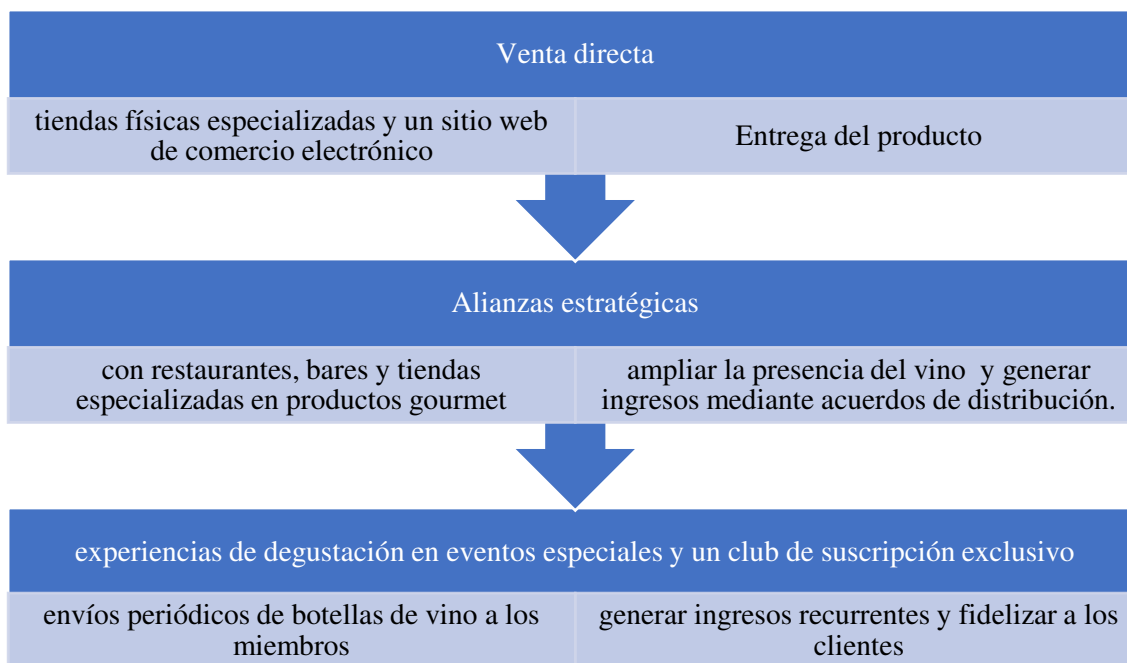 Venta directa
tiendas físicas especializadas y un sitio web
de comercio electrónico
Entrega del producto
Alianzas estratégicas
con restaurantes, bares y tiendas
especializadas en productos gourmet
ampliar la presencia del vino y generar
ingresos mediante acuerdos de distribución.
experiencias de degustación en eventos especiales y un club de suscripción exclusivo
envíos periódicos de botellas de vino a los
miembros
generar ingresos recurrentes y fidelizar a los
clientes